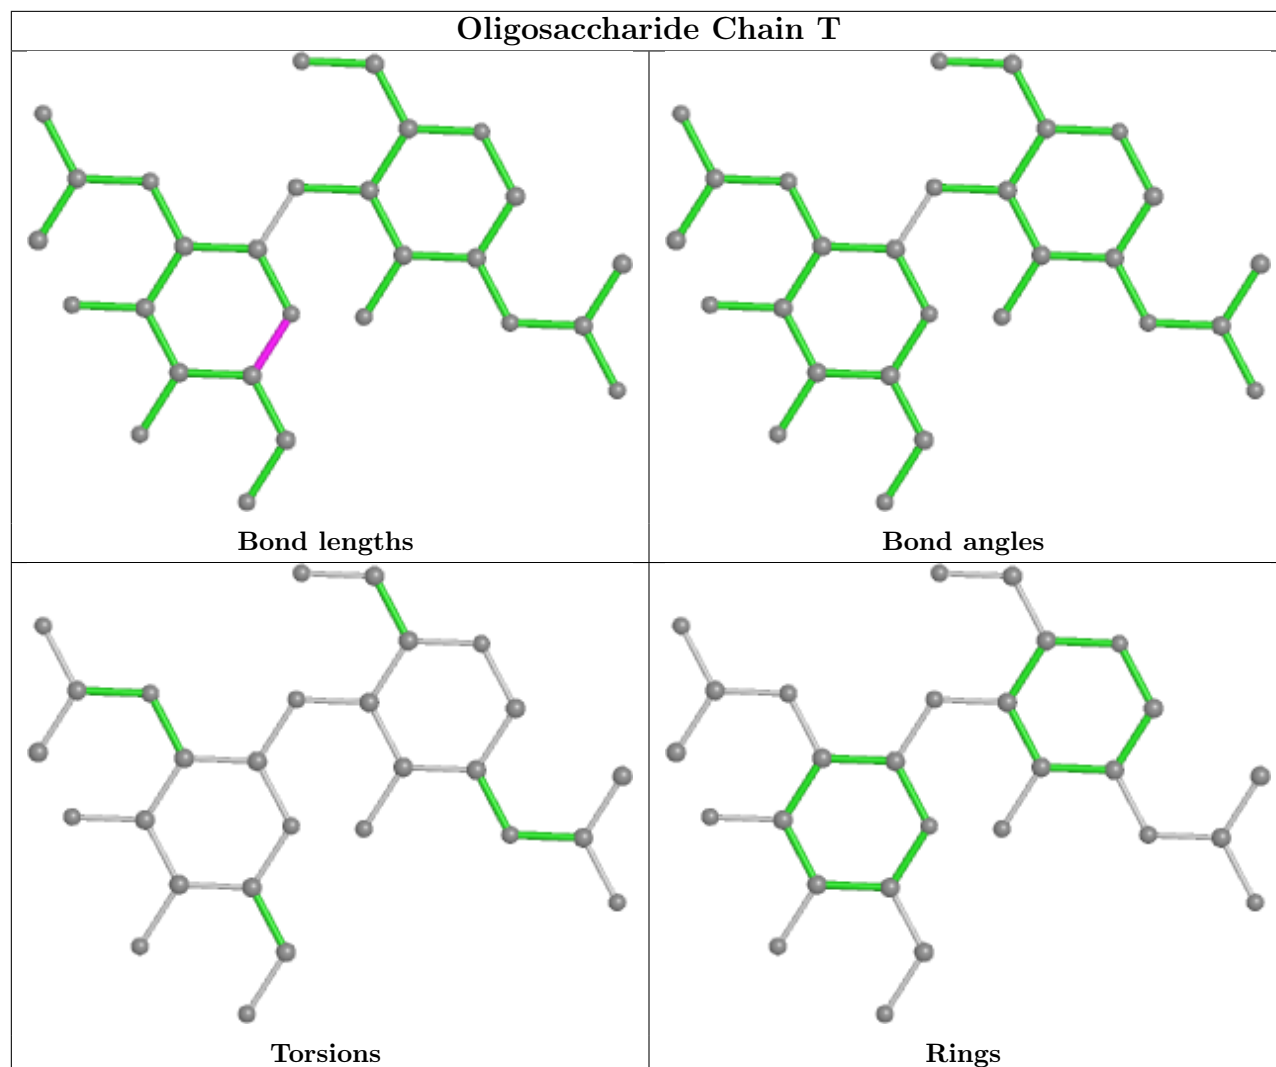 Oligosaccharide Chain T
Bond lengths
Bond angles
Torsions
Rings